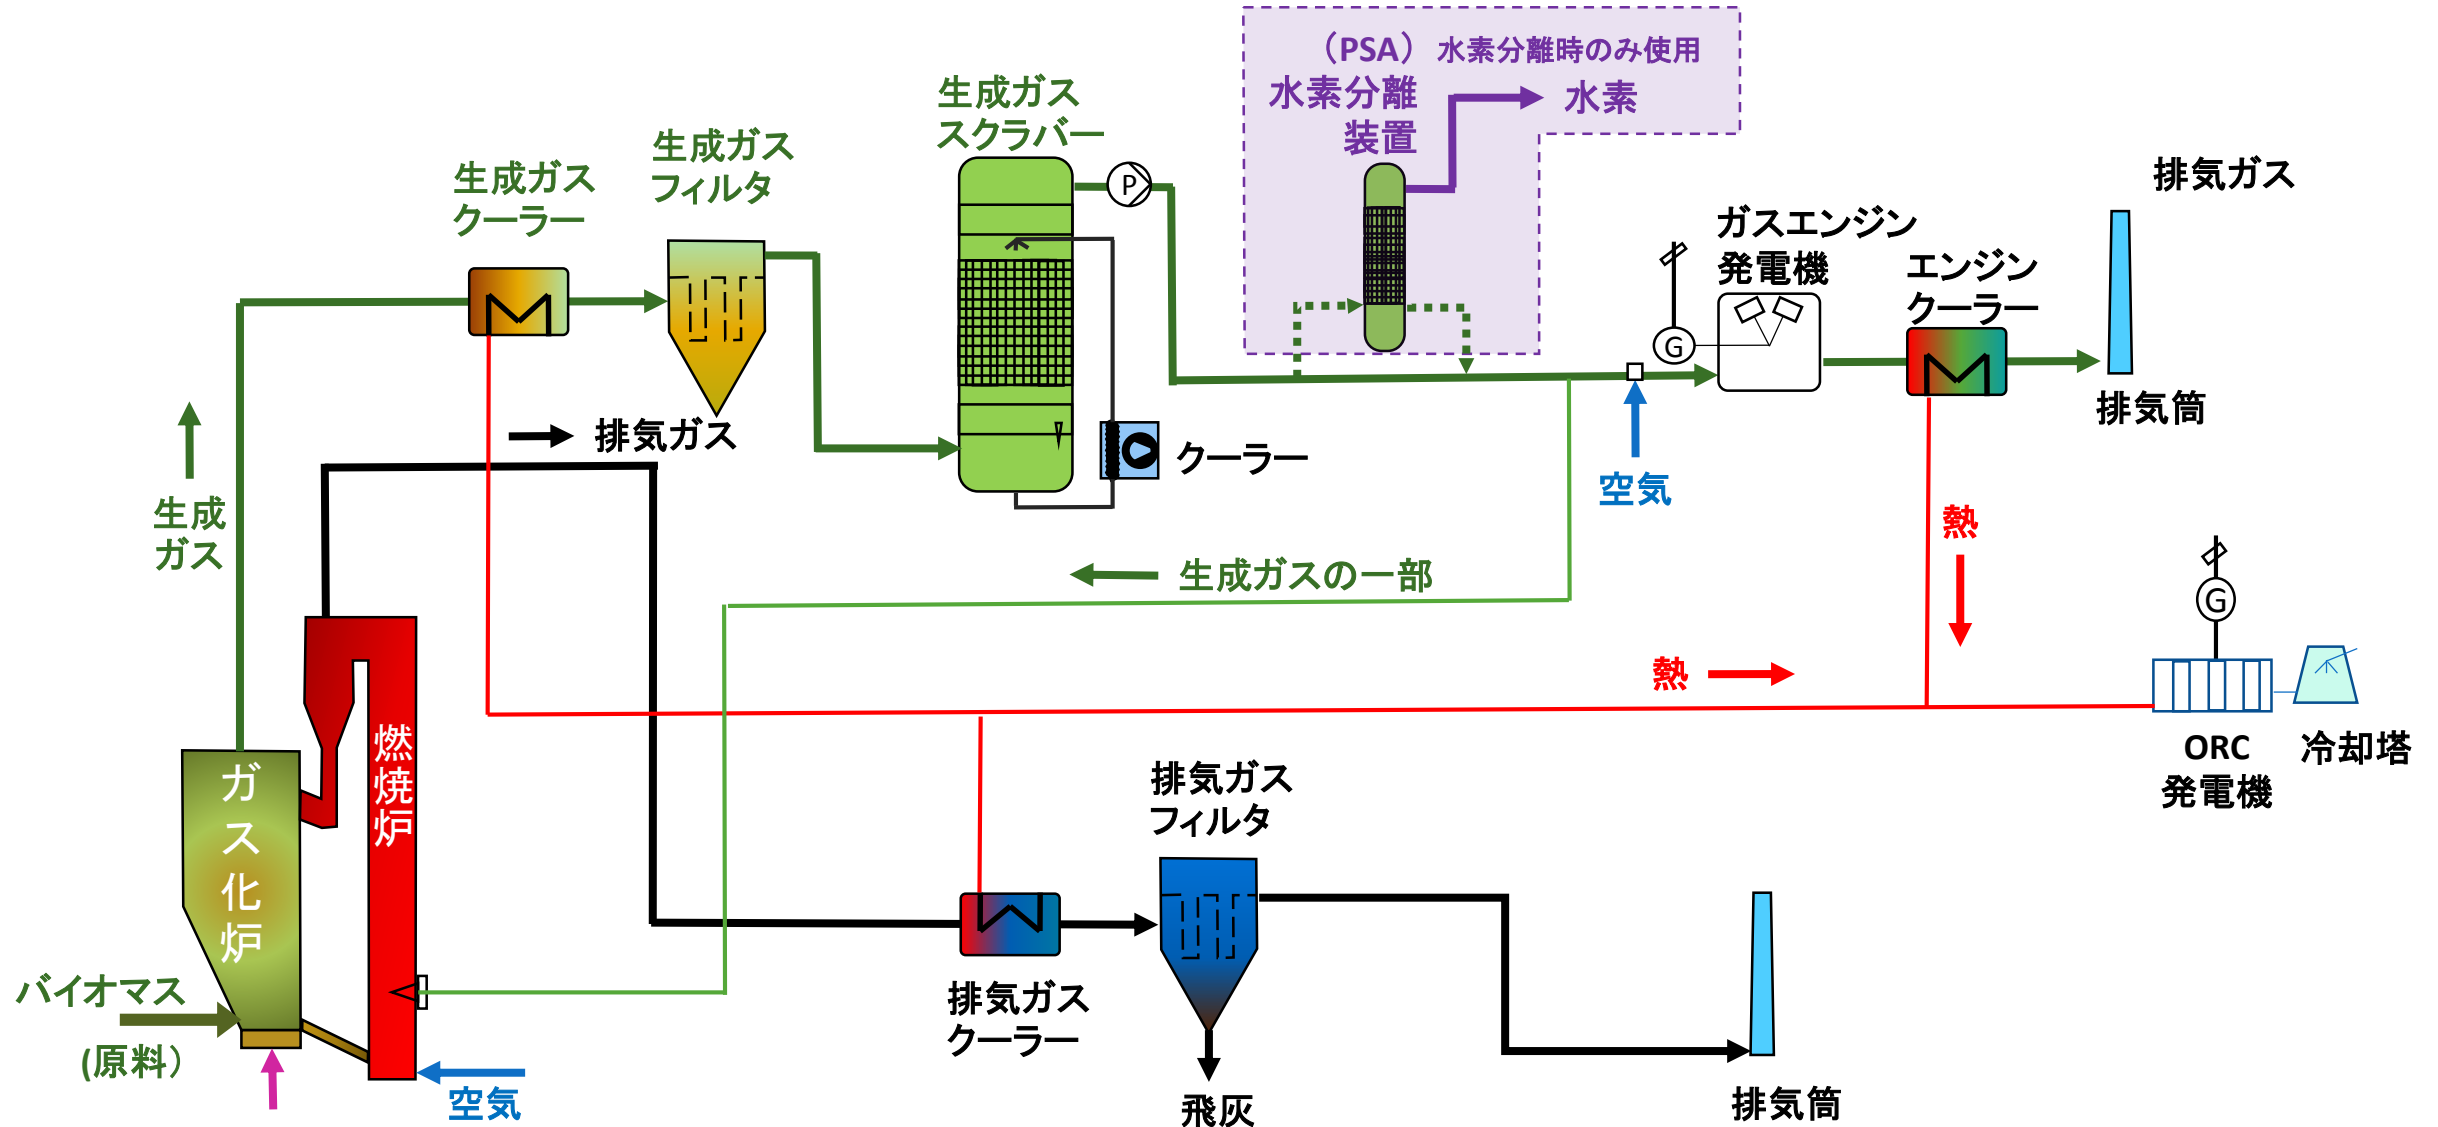 （PSA） 水素分離時のみ使用
水素分離
装置
水素
生成ガス
スクラバー
P
生成ガス
フィルタ
生成ガス
クーラー
排気ガス
ガスエンジン
発電機
G
エンジン
クーラー
排気筒
排気ガス
クーラー
空気
生成
ガス
熱
生成ガスの一部
G
熱
ORC
発電機
冷却塔
燃焼炉
ガス化炉
排気ガス
フィルタ
排気ガス
クーラー
バイオマス
(原料）
空気
飛灰
排気筒